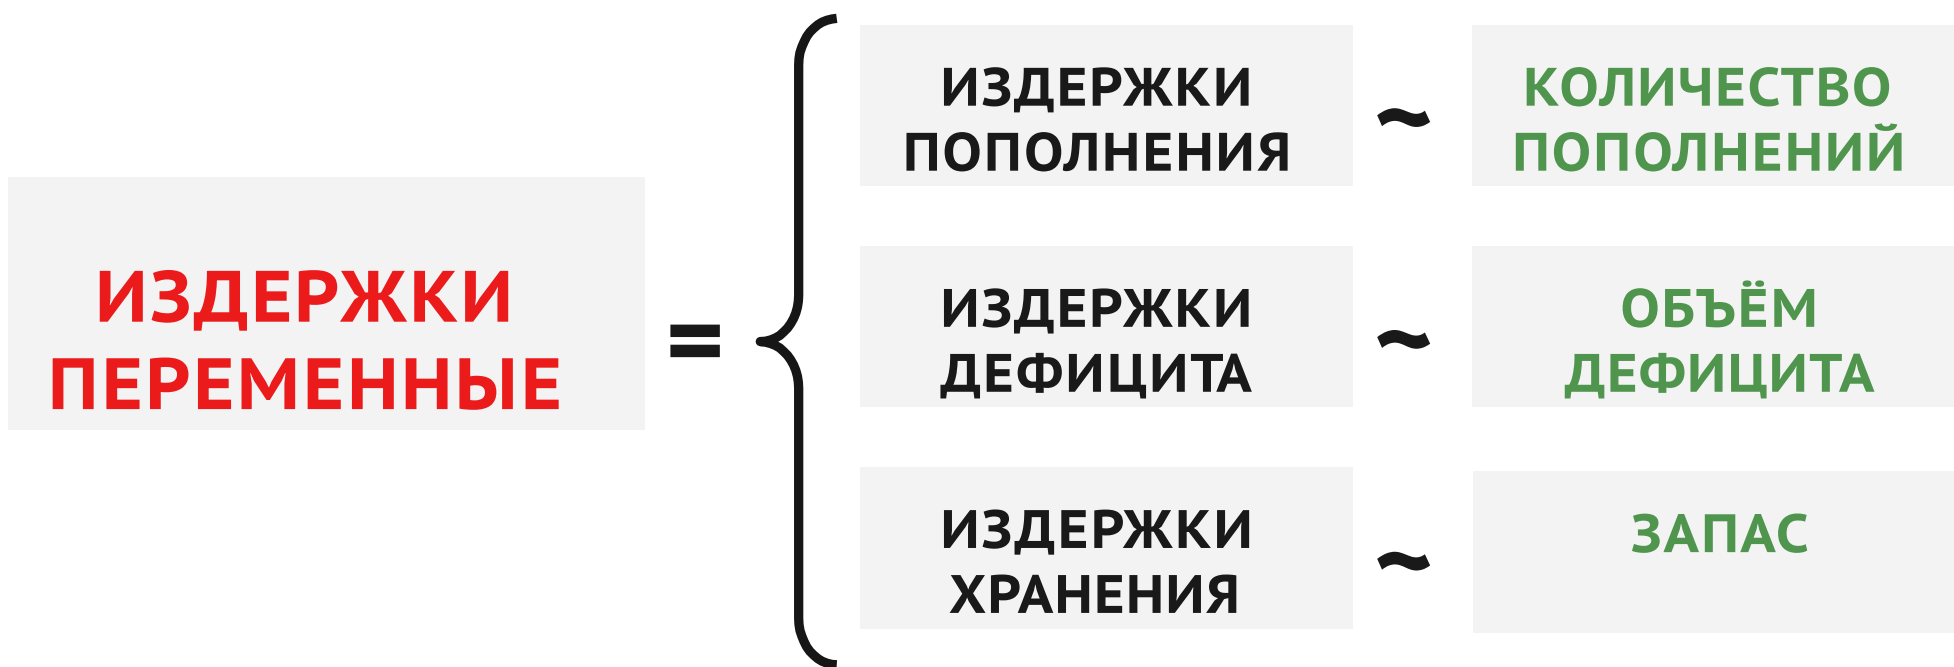 ИЗДЕРЖКИ
ПЕРЕМЕННЫЕ
=
ИЗДЕРЖКИ
ПОПОЛНЕНИЯ
~
КОЛИЧЕСТВО
ПОПОЛНЕНИЙ
ИЗДЕРЖКИ
ДЕФИЦИТА
~
ОБЪЁМ
ДЕФИЦИТА
ИЗДЕРЖКИ
ХРАНЕНИЯ
~
ЗАПАС